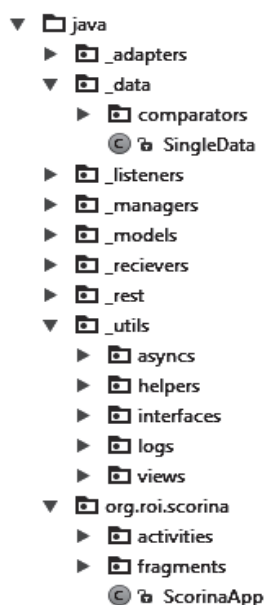 java
_adapters
_data
comparators
C SingleData
_listeners
_managers
_models
_recievers
_rest
_utils
asyncs
helpers
interfaces
logs
views
org.roi.scorina
activities
fragments
C ScorinaApp